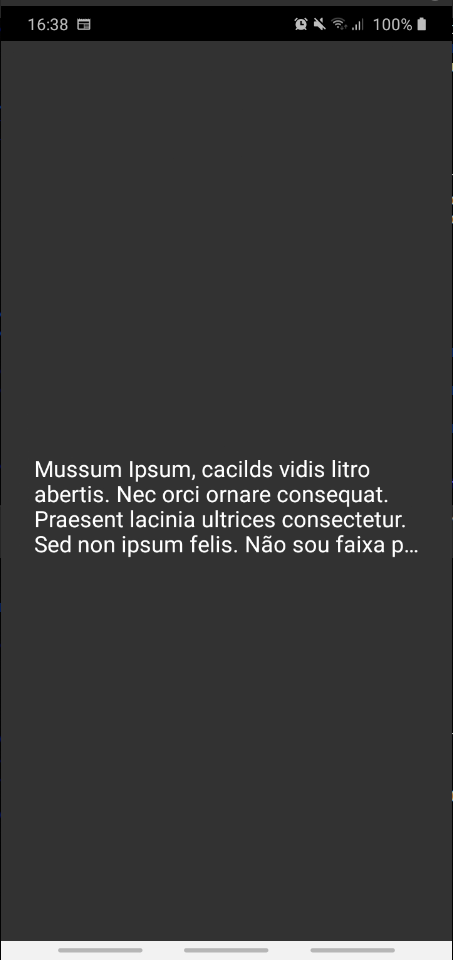 16:38
100%
Mussum Ipsum, cacilds vidis litro
abertis. Nec orci ornare consequat.
Praesent lacinia ultrices consectetur.
Sed non ipsum felis. Não sou faixa p...